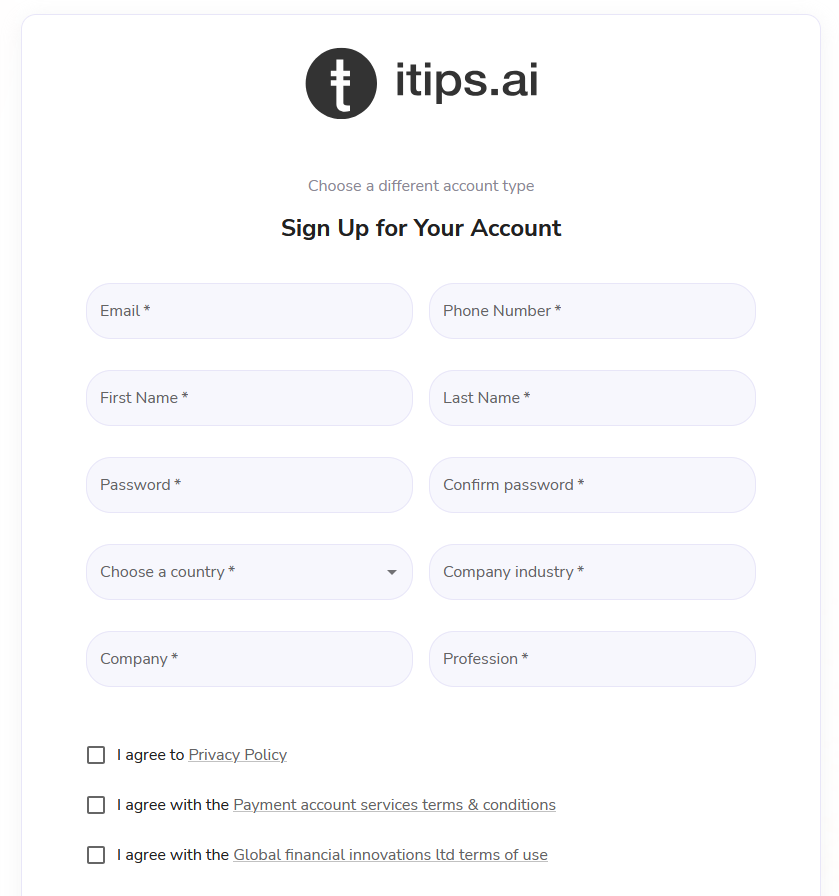 itips.ai
Choose a different account type
Sign Up for Your Account
Email *
Phone Number *
First Name *
Last Name *
Password *
Confirm password *
Choose a country *
Company industry *
Company *
Profession *
I agree to Privacy Policy
I agree with the Payment account services terms & conditions
I agree with the Global financial innovations ltd terms of use